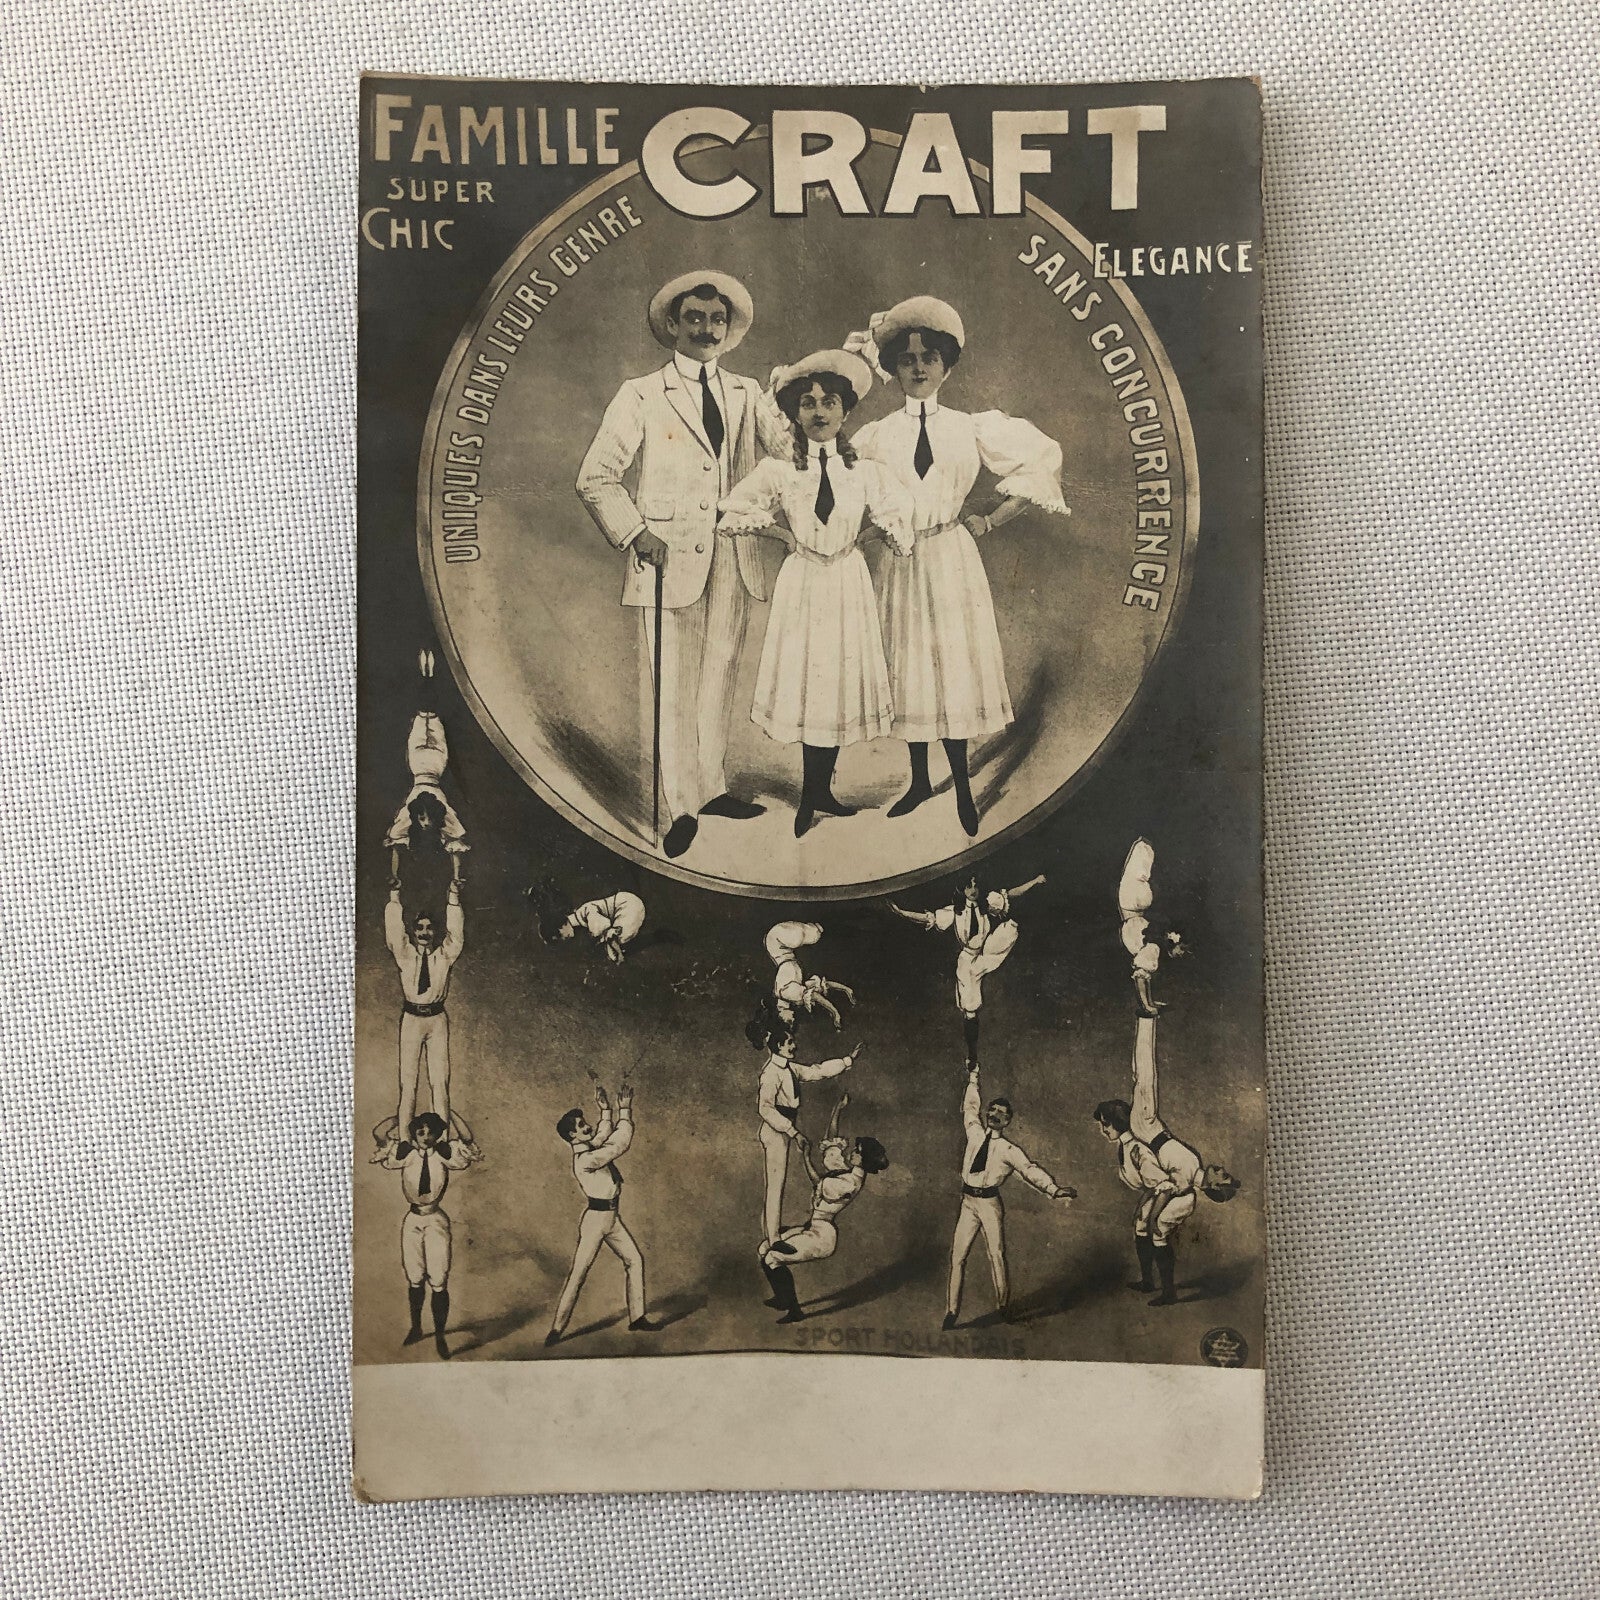 FAMILLE CRAFT
SUPER
CHIC
ELEGANCE
UNIQUES DANS LEURS GENRE
SANS CONCURRENCE
SPORT HOLLANDAIS